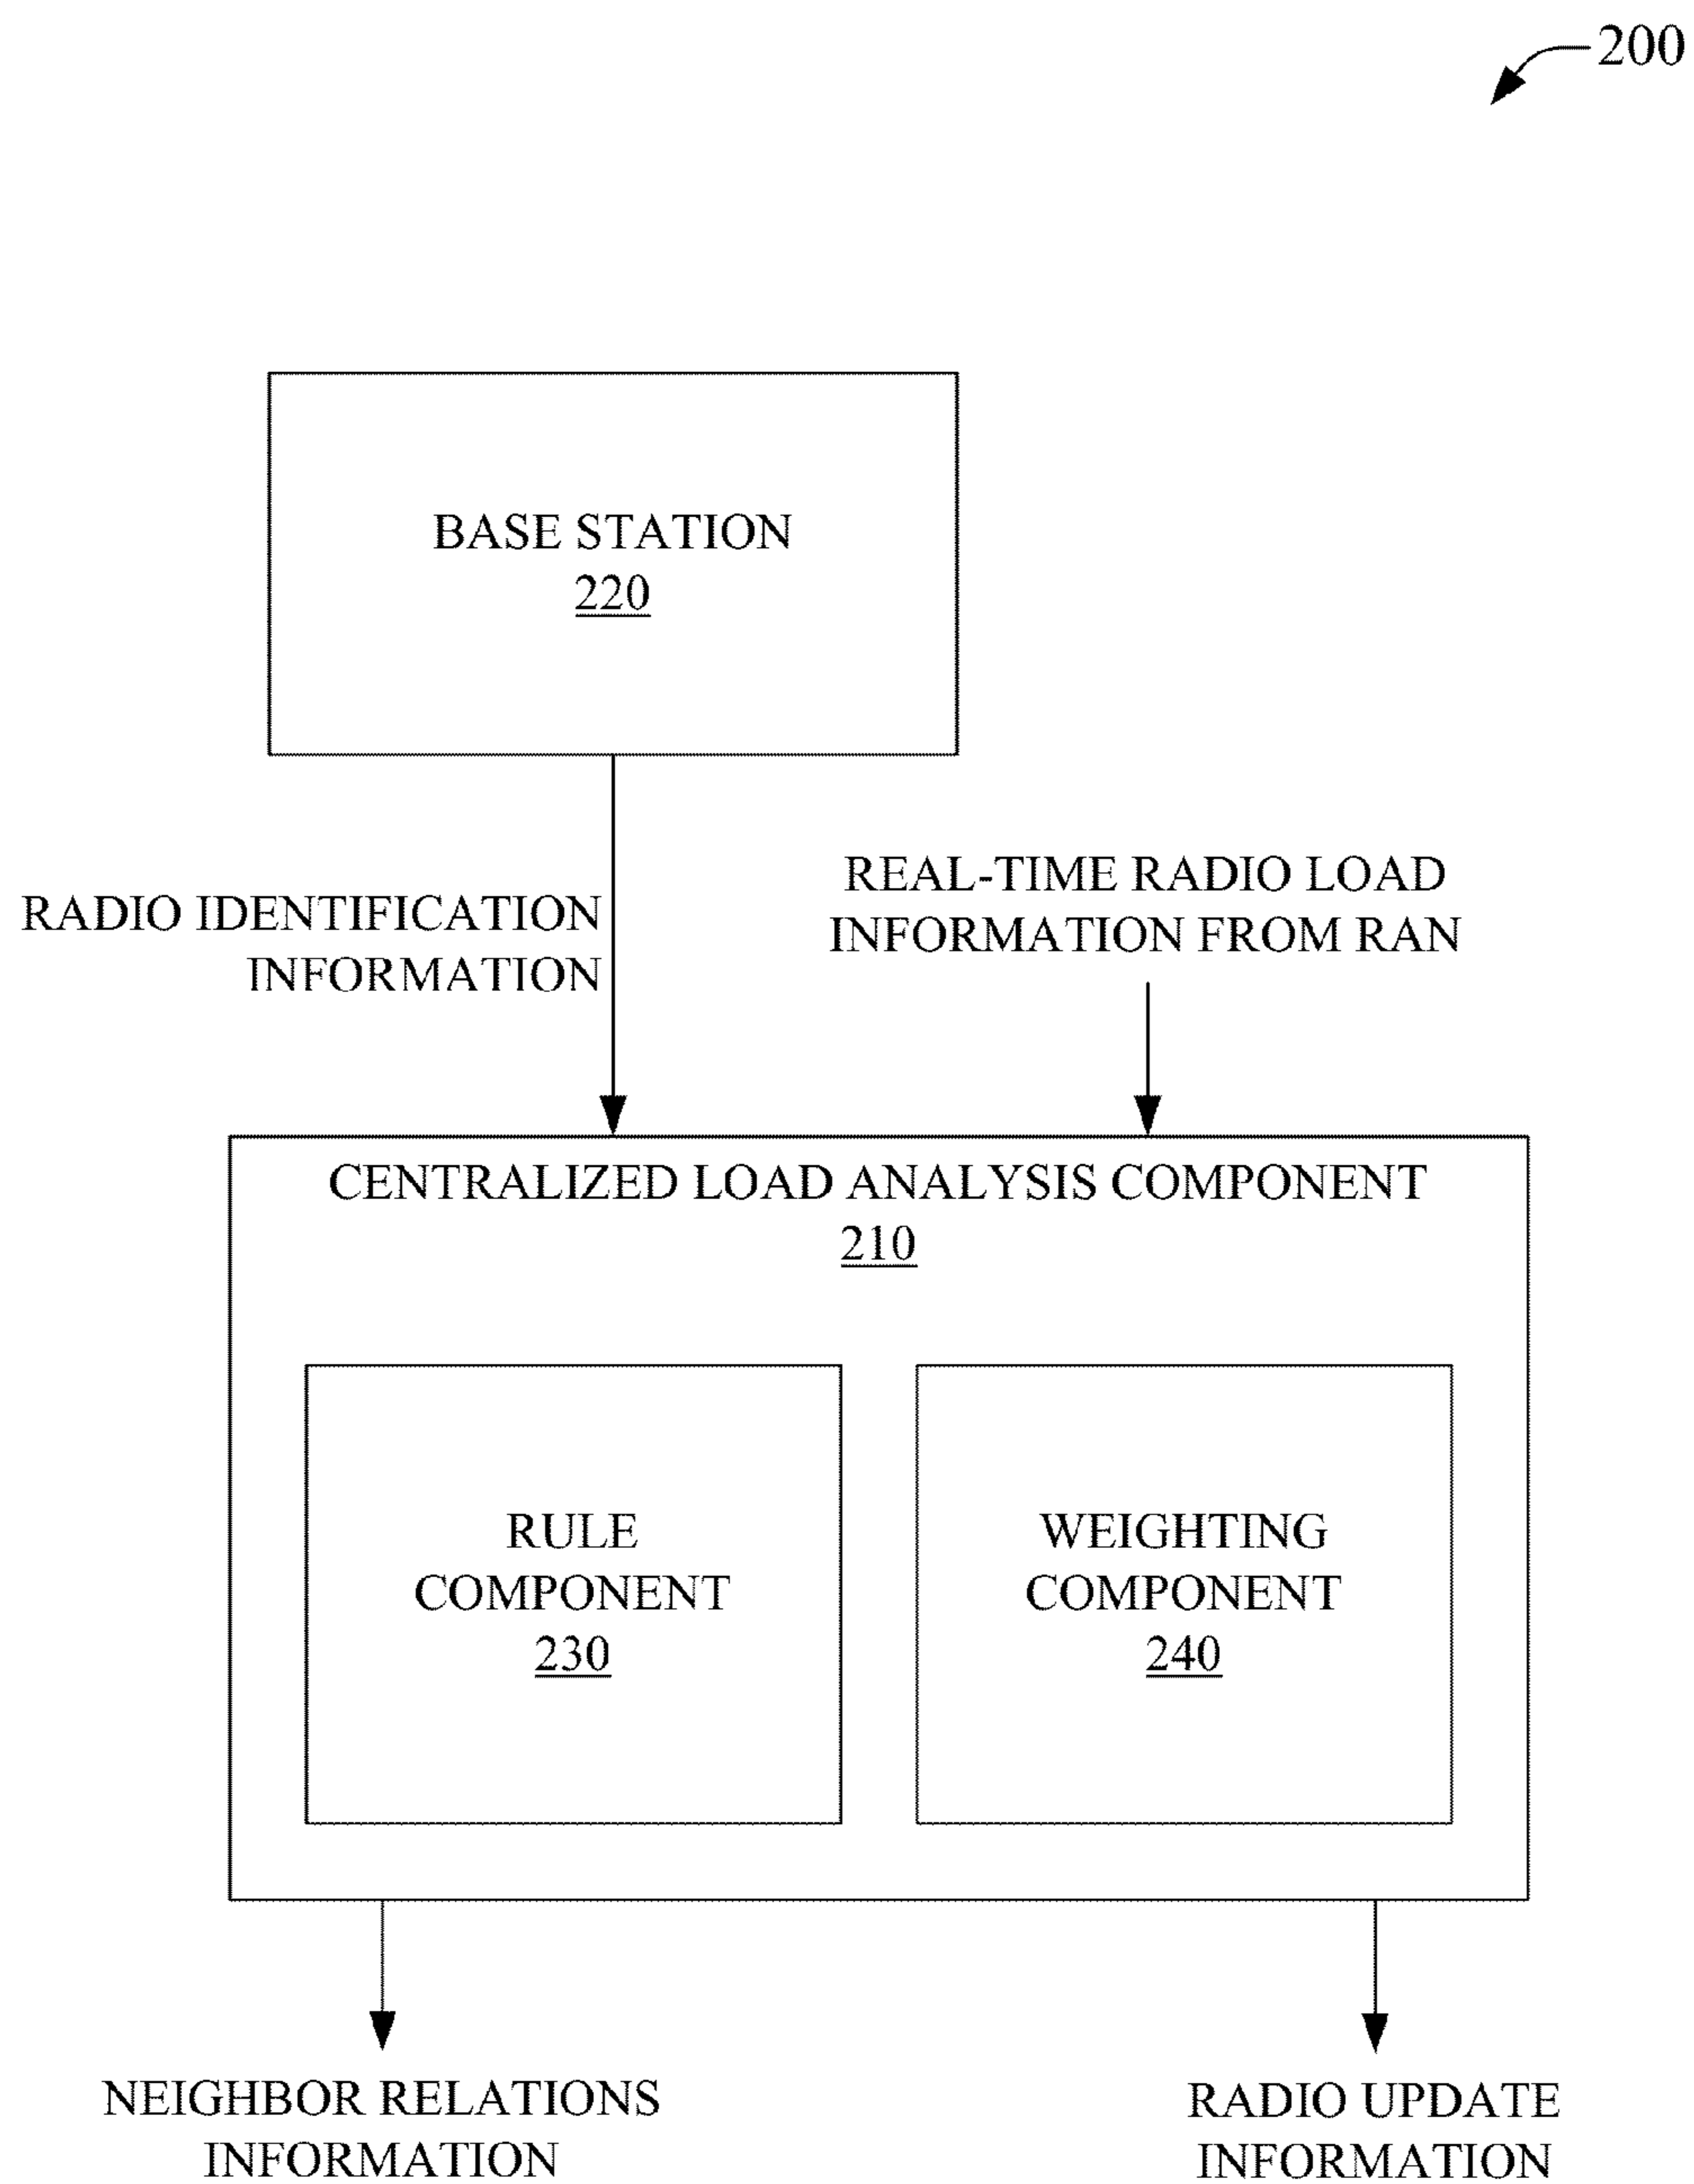 200
BASE STATION
220
RADIO IDENTIFICATION
INFORMATION
REAL-TIME RADIO LOAD
INFORMATION FROM RAN
CENTRALIZED LOAD ANALYSIS COMPONENT
210
RULE
COMPONENT
230
WEIGHTING
COMPONENT
240
NEIGHBOR RELATIONS
INFORMATION
RADIO UPDATE
INFORMATION